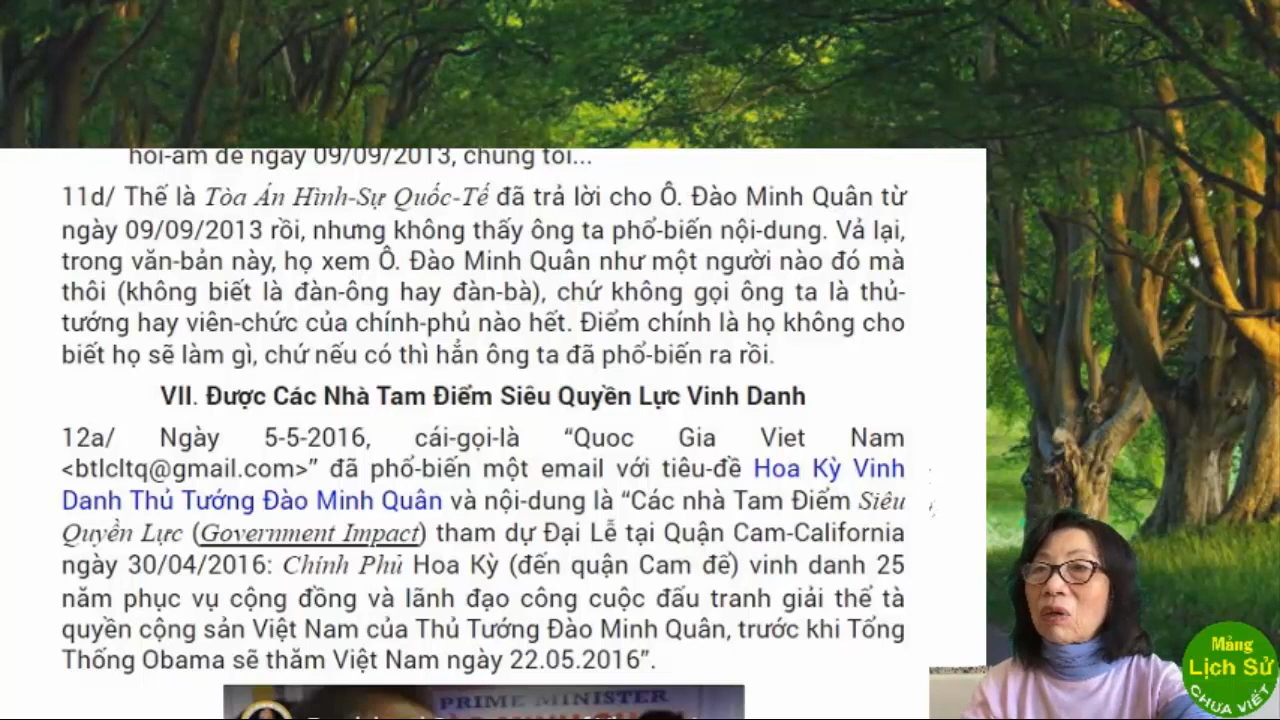 hồi-âm đề ngày 09/09/2013, chúng tôi...
11d/ Thế là Tòa Án Hình-Sự Quốc-Tế đã trả lời cho Ô. Đào Minh Quân từ
ngày 09/09/2013 rồi, nhưng không thấy ông ta phổ-biến nội-dung. Vả lại,
trong văn-bản này, họ xem Ô. Đào Minh Quân như một người nào đó mà
thôi (không biết là đàn-ông hay đàn-bà), chứ không gọi ông ta là thủ-
tướng hay viên-chức của chính-phủ nào hết. Điểm chính là họ không cho
biết họ sẽ làm gì, chứ nếu có thì hẳn ông ta đã phổ-biến ra rồi.
VII. Được Các Nhà Tam Điểm Siêu Quyền Lực Vinh Danh
12a/ Ngày 5-5-2016, cái-gọi-là “Quoc Gia Viet Nam
<btlcltq@gmail.com>” đã phổ-biến một email với tiêu-đề Hoa Kỳ Vinh
Danh Thủ Tướng Đào Minh Quân và nội-dung là “Các nhà Tam Điểm Siêu
Quyền Lực (Government Impact) tham dự Đại Lễ tại Quận Cam-California
ngày 30/04/2016: Chính Phủ Hoa Kỳ (đến quận Cam để) vinh danh 25
năm phục vụ cộng đồng và lãnh đạo công cuộc đấu tranh giải thể tà
quyền cộng sản Việt Nam của Thủ Tướng Đào Minh Quân, trước khi Tổng
Thống Obama sẽ thăm Việt Nam ngày 22.05.2016”.
PRIME MINISTER
Mảng
Lịch Sử
CHƯA VIẾT